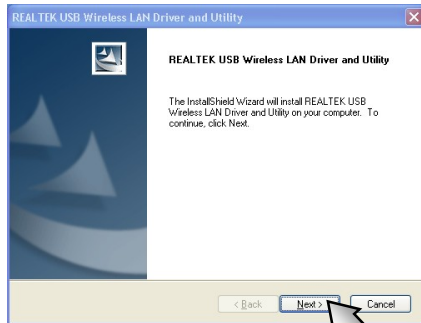 REALTEK USB Wireless LAN Driver and Utility
REALTEK USB Wireless LAN Driver and Utility
The InstallShield Wizard will install REALTEK USB
Wireless LAN Driver and Utility on your computer. To
continue, click Next.
< Back Next > Cancel